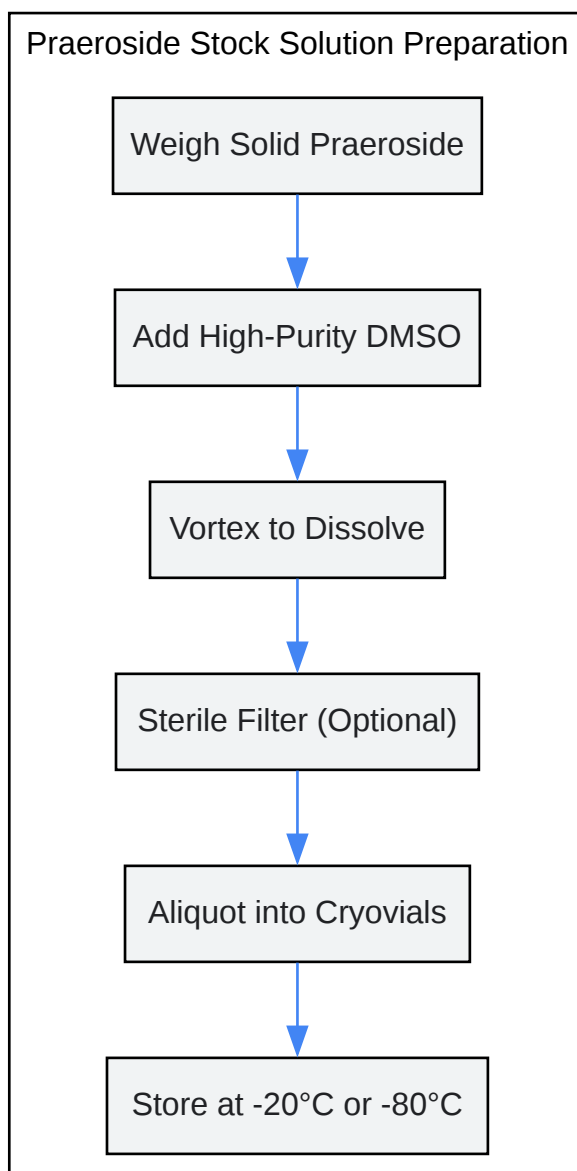 Praeroside Stock Solution Preparation
Weigh Solid Praeroside
Add High-Purity DMSO
Vortex to Dissolve
Sterile Filter (Optional)
Aliquot into Cryovials
Store at -20°C or -80°C